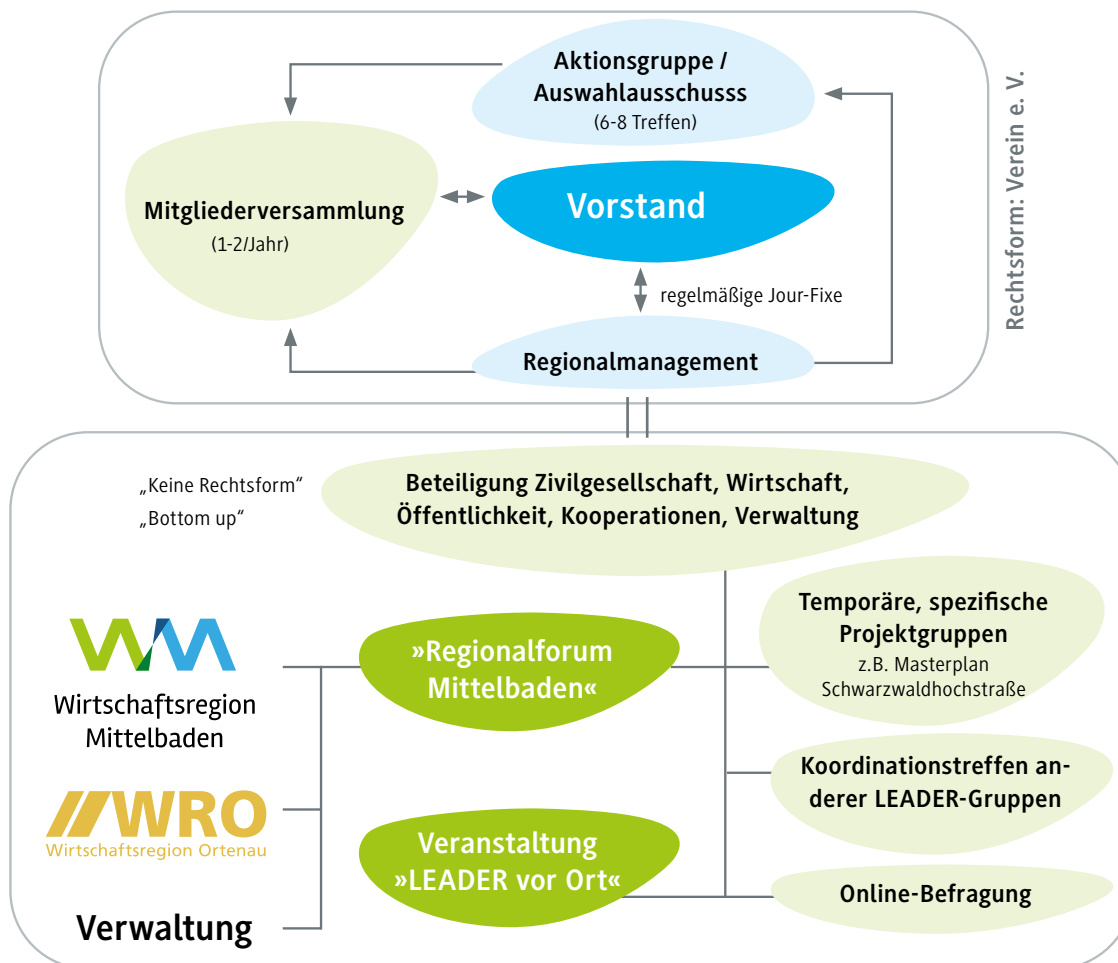 Aktionsgruppe /
Auswahlausschusss
(6-8 Treffen)
Vorstand
Mitgliederversammlung
(1-2/Jahr)
regelmäßige Jour-Fixe
Regionalmanagement
Rechtsform: Verein e. V.
„Keine Rechtsform“
„Bottom up“
Beteiligung Zivilgesellschaft, Wirtschaft,
Öffentlichkeit, Kooperationen, Verwaltung
WM
Wirtschaftsregion
Mittelbaden
»Regionalforum
Mittelbaden«
Temporäre, spezifische
Projektgruppen
z.B. Masterplan
Schwarzwaldhochstraße
Koordinationstreffen an-
derer LEADER-Gruppen
WRO
Wirtschaftsregion Ortenau
Veranstaltung
»LEADER vor Ort«
Online-Befragung
Verwaltung